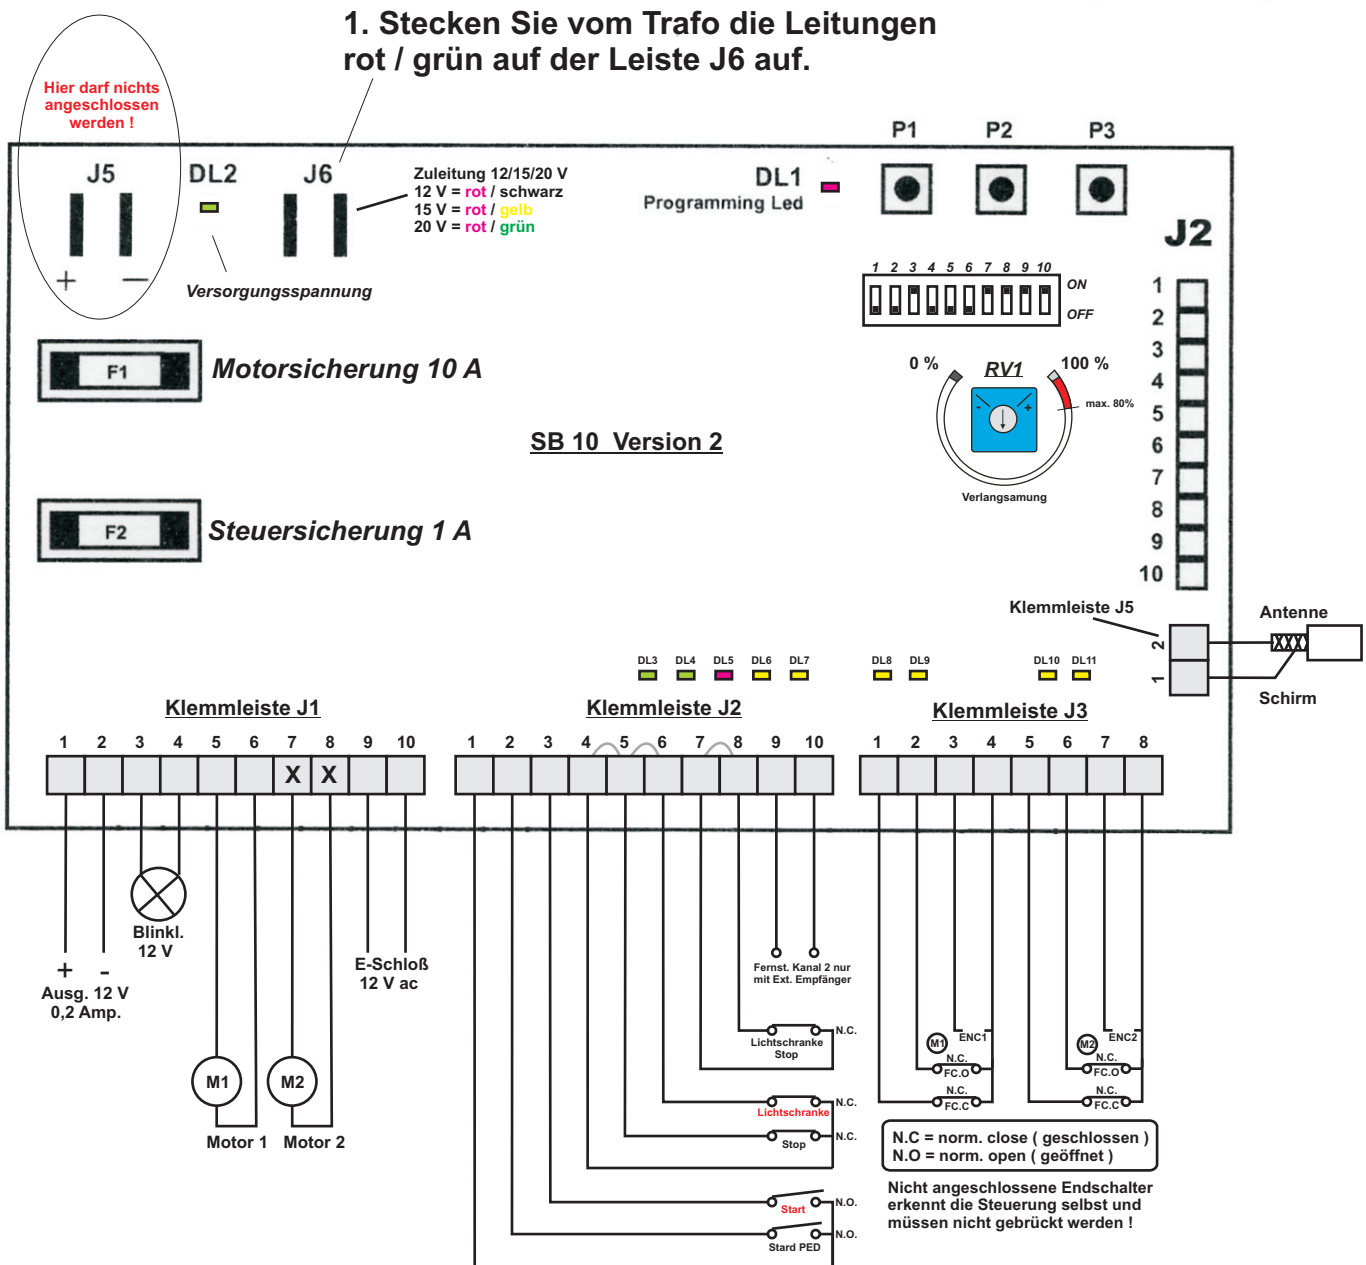 1. Stecken Sie vom Trafo die Leitungen
rot / grün auf der Leiste J6 auf.
Hier darf nichts
angeschlossen
werden !
P1 P2 P3
J5 DL2 J6
Zuleitung 12/15/20 V
12 V = rot / schwarz
15 V = rot / gelb
20 V = rot / grün
DL1
Programming Led
J2
+ —
Versorgungsspannung
1 2 3 4 5 6 7 8 9 10
ON
OFF
1
2
3
4
5
6
7
8
9
10
F1
Motorsicherung 10 A
0 % RV1 100 %
- +
max. 80%
Verlangsamung
SB 10 Version 2
F2
Steuersicherung 1 A
Klemmleiste J5
Antenne
2
1
Schirm
DL3 DL4 DL5 DL6 DL7 DL8 DL9 DL10 DL11
Klemmleiste J1 Klemmleiste J2 Klemmleiste J3
1 2 3 4 5 6 7 8 9 10
X X
1 2 3 4 5 6 7 8 9 10
1 2 3 4 5 6 7 8
Blinkl.
12 V
+ -
Ausg. 12 V
0,2 Amp.
E-Schloß
12 V ac
M1 M2
Motor 1 Motor 2
Fernst. Kanal 2 nur
mit Ext. Empfänger
N.C.
Lichtschranke
Stop
N.C.
Lichtschranke
N.C.
Stop
N.O.
Start
N.O.
Stard PED
M1 ENC1
N.C.
FC.O
N.C.
FC.C
M2 ENC2
N.C.
FC.O
N.C.
FC.C
N.C = norm. close ( geschlossen )
N.O = norm. open ( geöffnet )
Nicht angeschlossene Endschalter
erkennt die Steuerung selbst und
müssen nicht gebrückt werden !